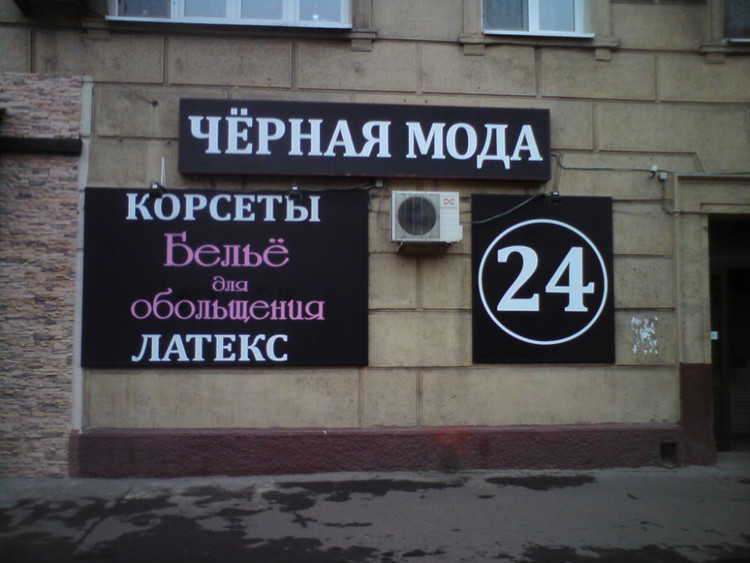 ЧЁРНАЯ МОДА
КОРСЕТЫ
Бельё
для
обольщения
ЛАТЕКС
24